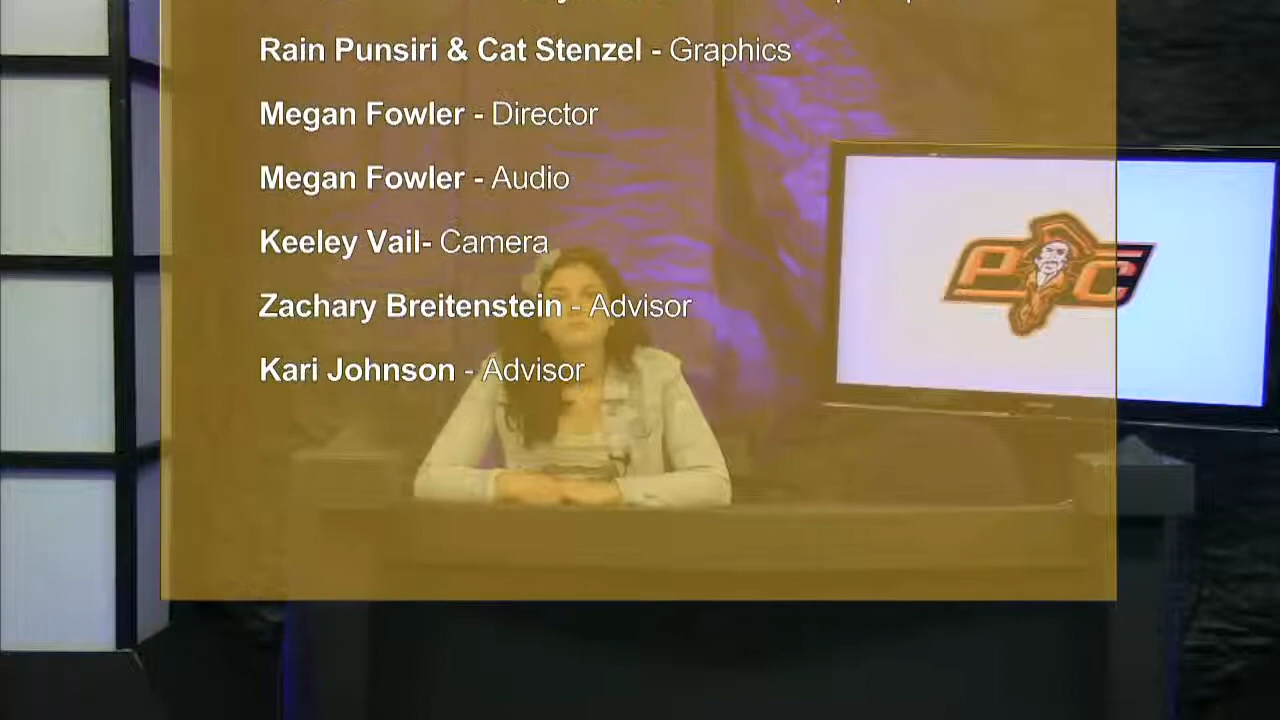 Rain Punsiri & Cat Stenzel - Graphics
Megan Fowler - Director
Megan Fowler - Audio
Keeley Vail- Camera
Zachary Breitenstein - Advisor
Kari Johnson - Advisor